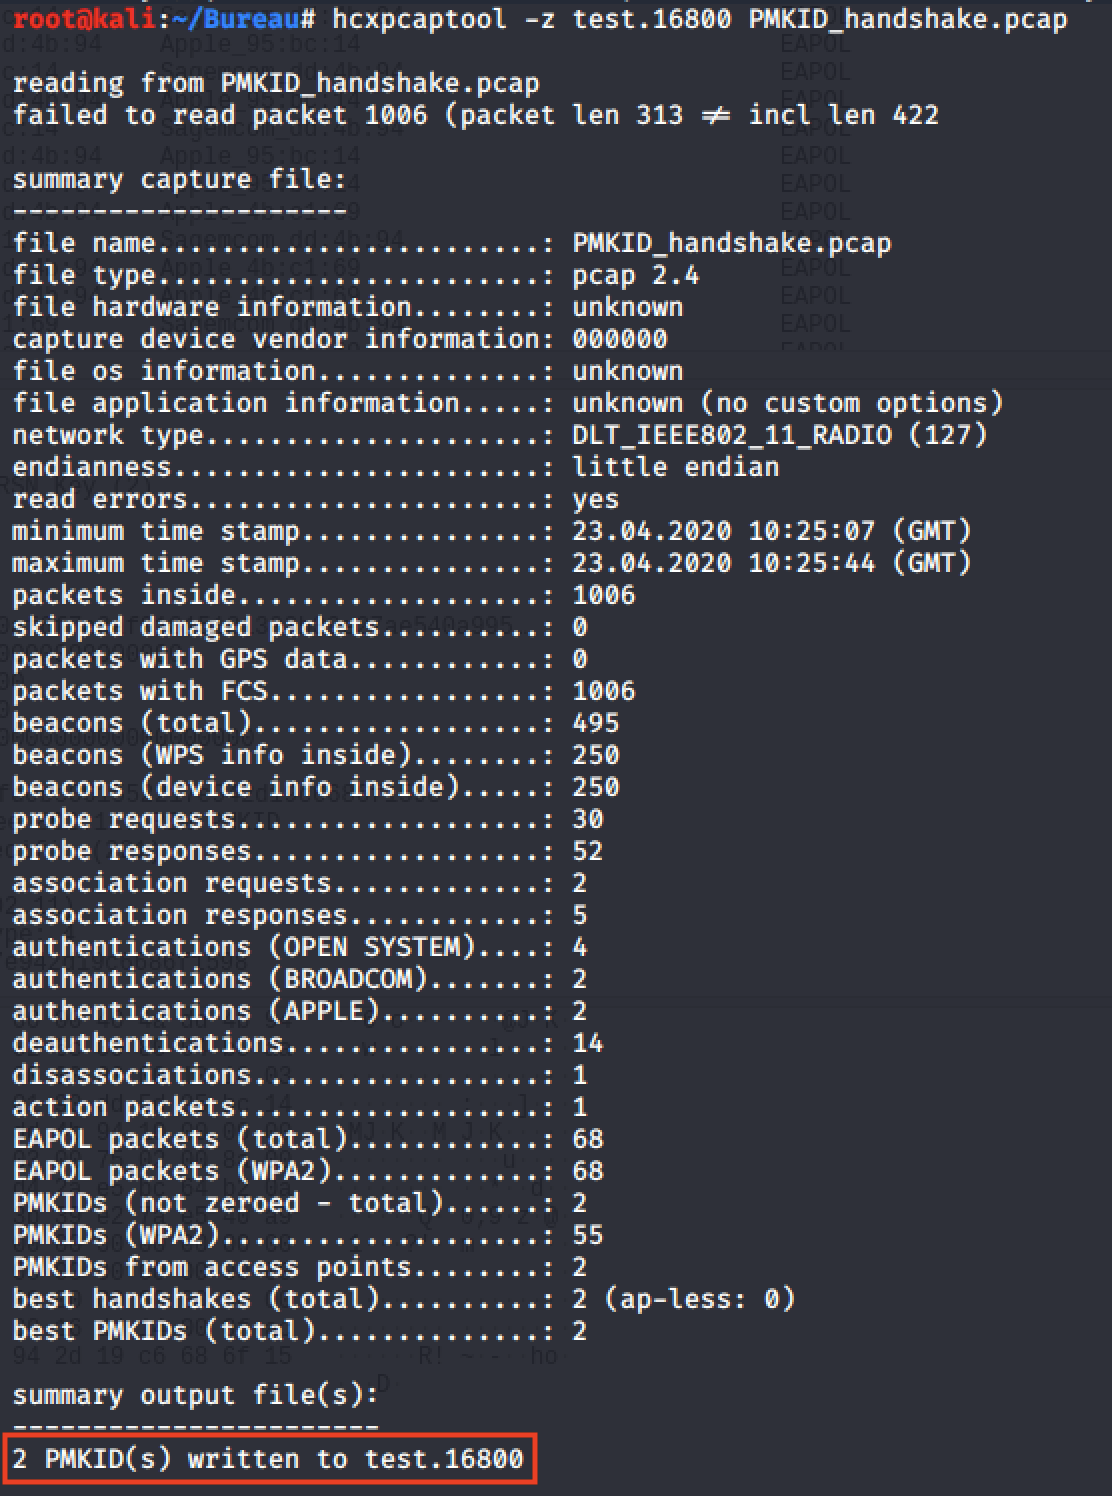 root@kali:~/Bureau# hcxpcaptool -z test.16800 PMKID_handshake.pcap
reading from PMKID_handshake.pcap
failed to read packet 1006 (packet len 313 ≠ incl len 422
summary capture file:
---------------------
file name........................: PMKID_handshake.pcap
file type........................: pcap 2.4
file hardware information........: unknown
capture device vendor information: 000000
file os information..............: unknown
file application information.....: unknown (no custom options)
network type.....................: DLT_IEEE802_11_RADIO (127)
endianness.......................: little endian
read errors......................: yes
minimum time stamp...............: 23.04.2020 10:25:07 (GMT)
maximum time stamp...............: 23.04.2020 10:25:44 (GMT)
packets inside...................: 1006
skipped damaged packets..........: 0
packets with GPS data............: 0
packets with FCS.................: 1006
beacons (total)..................: 495
beacons (WPS info inside)........: 250
beacons (device info inside).....: 250
probe requests...................: 30
probe responses..................: 52
association requests.............: 2
association responses............: 5
authentications (OPEN SYSTEM)....: 4
authentications (BROADCOM).......: 2
authentications (APPLE)..........: 2
deauthentications................: 14
disassociations..................: 1
action packets...................: 1
EAPOL packets (total)............: 68
EAPOL packets (WPA2).............: 68
PMKIDs (not zeroed - total)......: 2
PMKIDs (WPA2)....................: 55
PMKIDs from access points........: 2
best handshakes (total)..........: 2 (ap-less: 0)
best PMKIDs (total)..............: 2
summary output file(s):
-----------------------
2 PMKID(s) written to test.16800